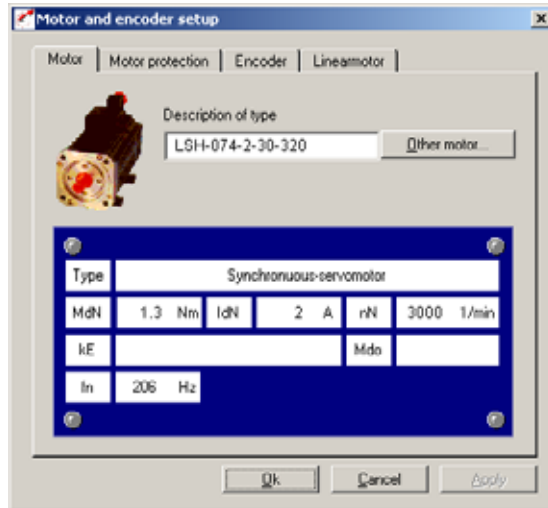 Motor and encoder setup
Motor Motor protection Encoder Linearmotor
Description of type
LSH-074-2-30-320 Other motor...
Type Synchronuous-servomotor
MdN 1.3 Nm IdN 2 A nN 3000 1/min
kE Mdo
fn 206 Hz
Ok Cancel Apply